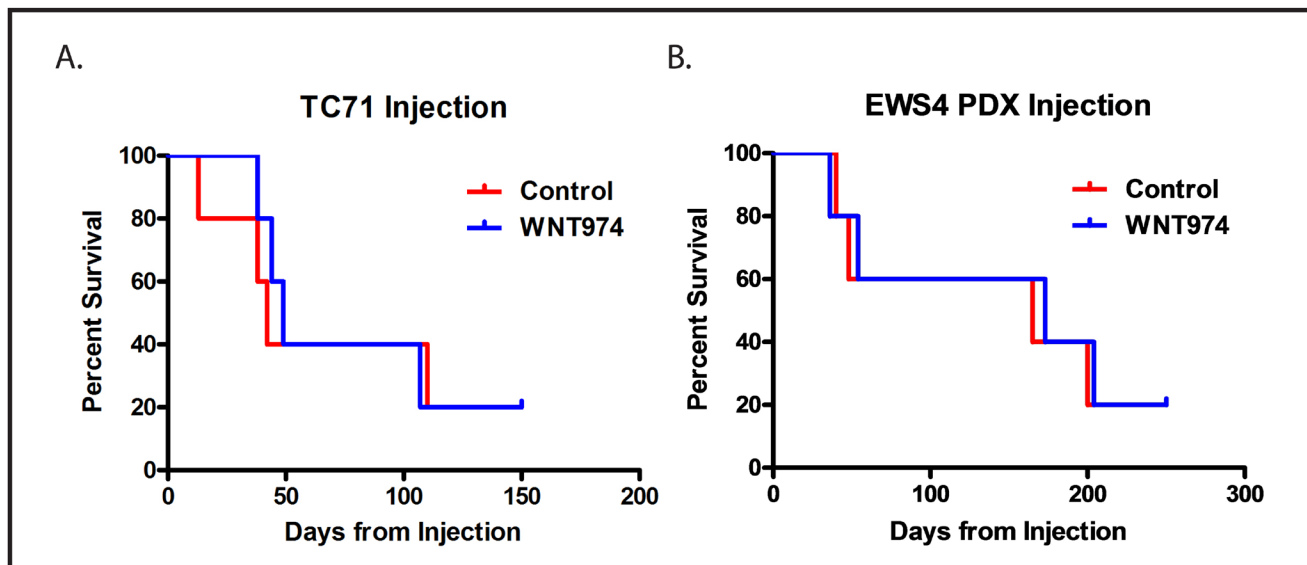 A.
TC71 Injection
Percent Survival
100
80
60
40
20
0
0 50 100 150 200
Days from Injection
Control
WNT974
B.
EWS4 PDX Injection
Percent Survival
100
80
60
40
20
0
0 100 200 300
Days from Injection
Control
WNT974